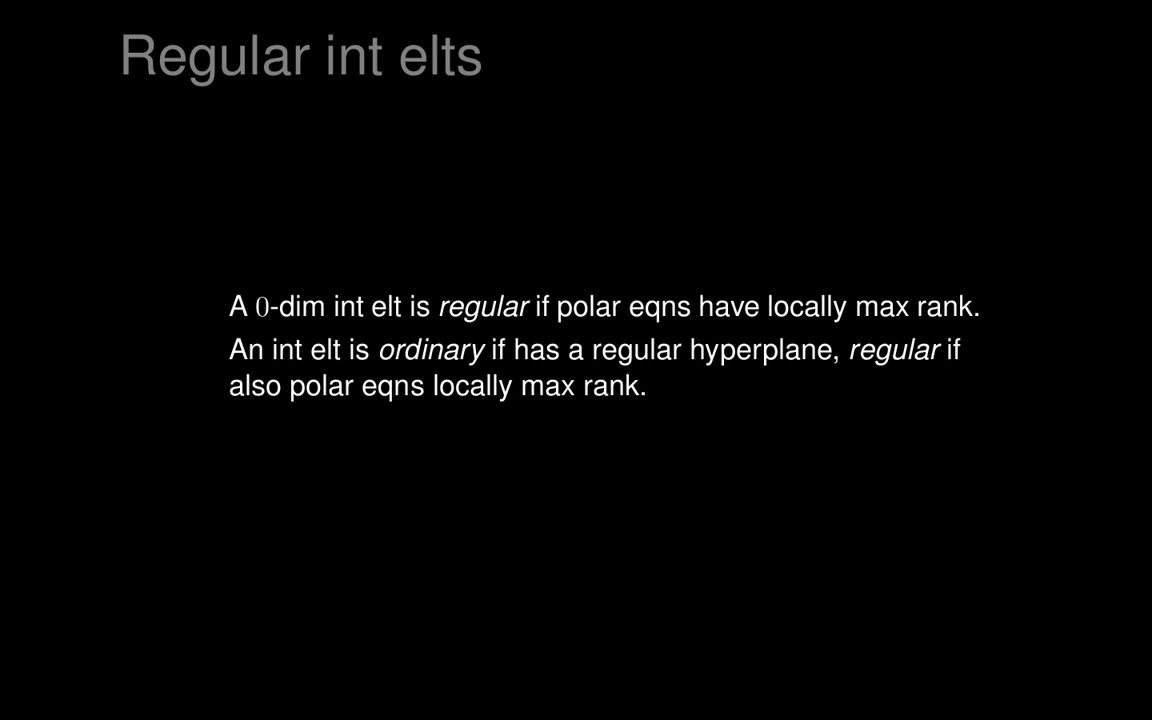 Regular int elts
A 0-dim int elt is regular if polar eqns have locally max rank.
An int elt is ordinary if has a regular hyperplane, regular if
also polar eqns locally max rank.